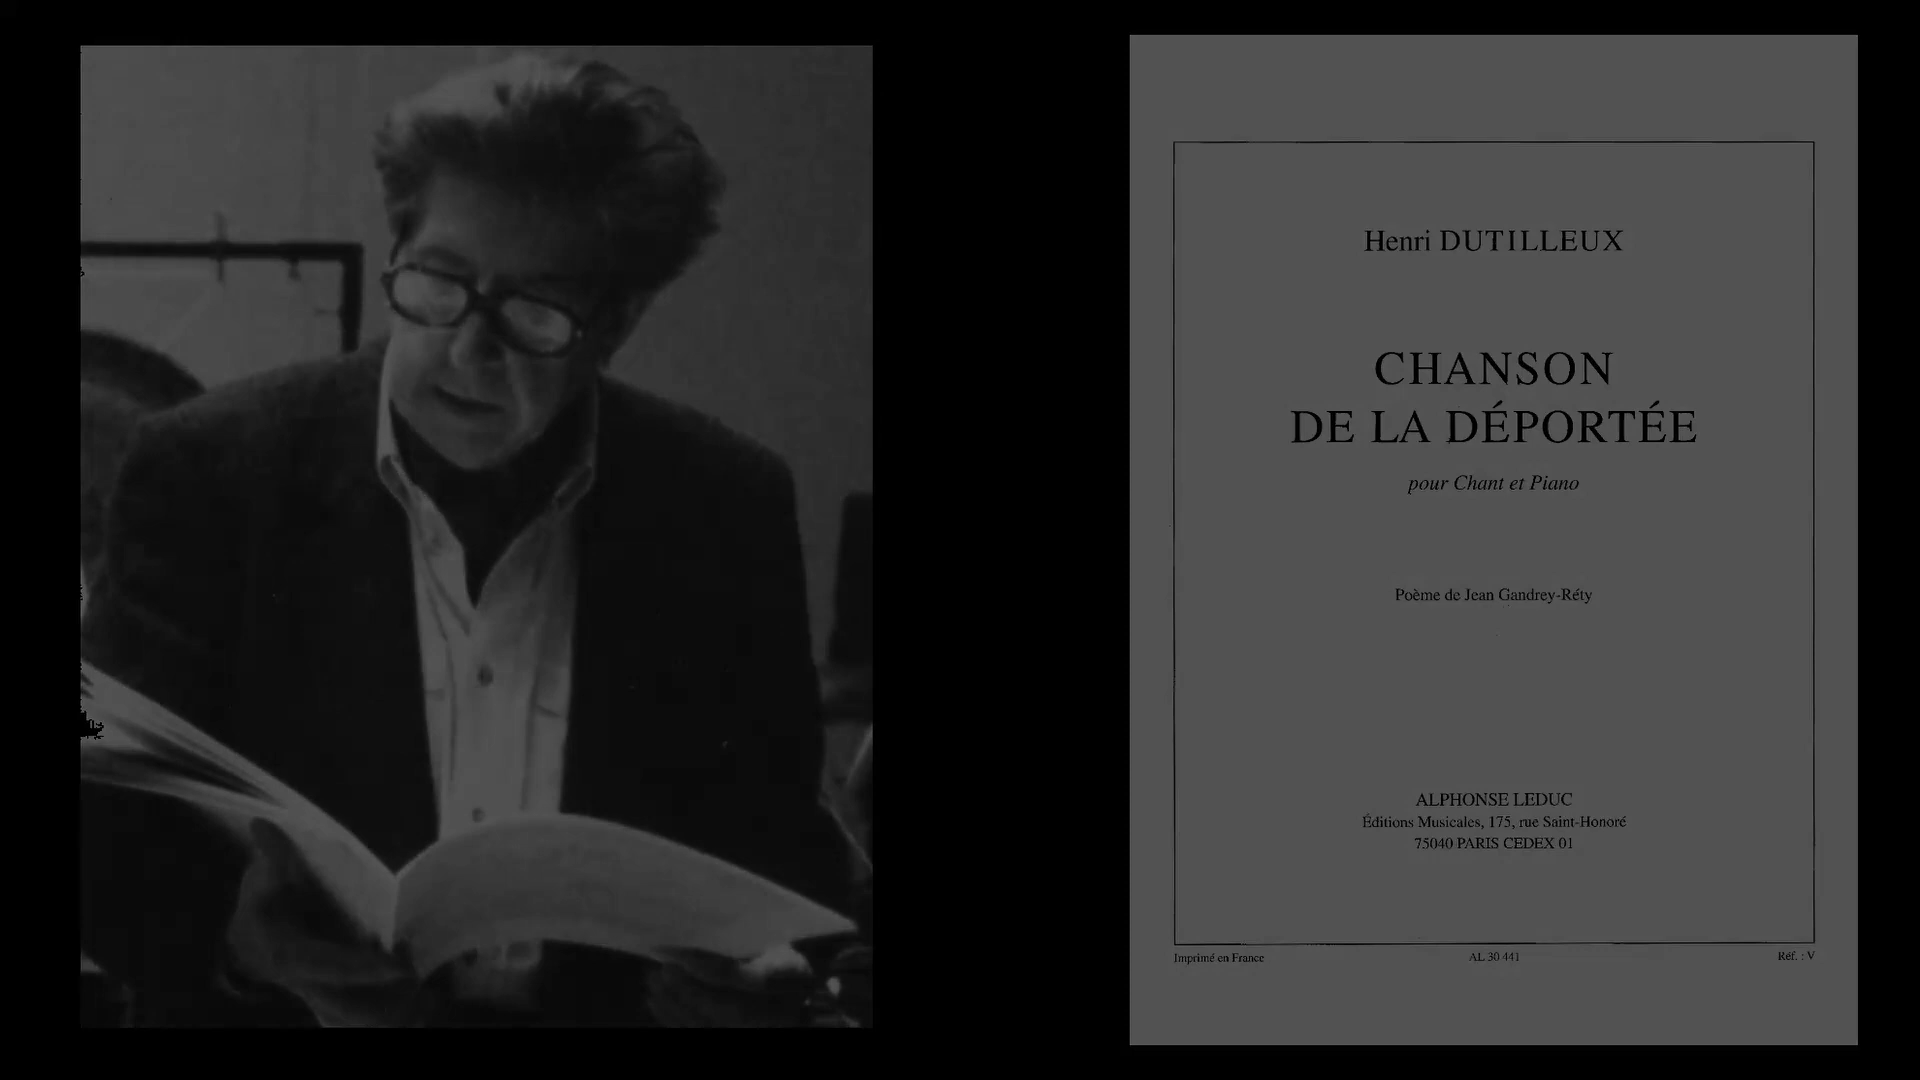 Henri DUTILLEUX
CHANSON
DE LA DÉPORTÉE
pour Chant et Piano
Poème de Jean Gandrey-Réty
ALPHONSE LEDUC
Éditions Musicales, 175, rue Saint-Honoré
75040 PARIS CEDEX 01
Imprimé en France
AL 30 441
Réf. : V